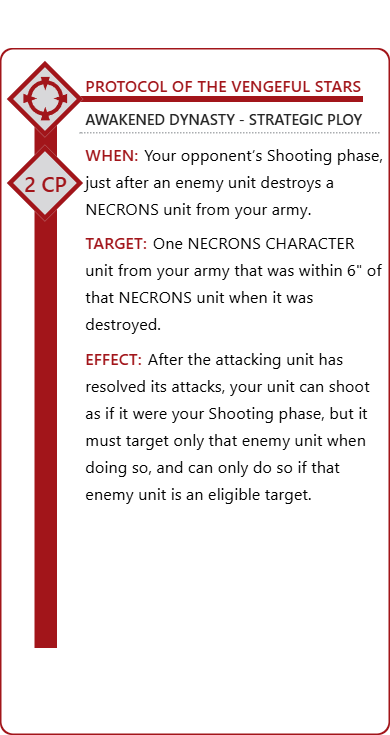 PROTOCOL OF THE VENGEFUL STARS
AWAKENED DYNASTY - STRATEGIC PLOY
WHEN: Your opponent’s Shooting phase,
2 CP
just after an enemy unit destroys a
NECRONS unit from your army.
TARGET: One NECRONS CHARACTER
unit from your army that was within 6" of
that NECRONS unit when it was
destroyed.
EFFECT: After the attacking unit has
resolved its attacks, your unit can shoot
as if it were your Shooting phase, but it
must target only that enemy unit when
doing so, and can only do so if that
enemy unit is an eligible target.